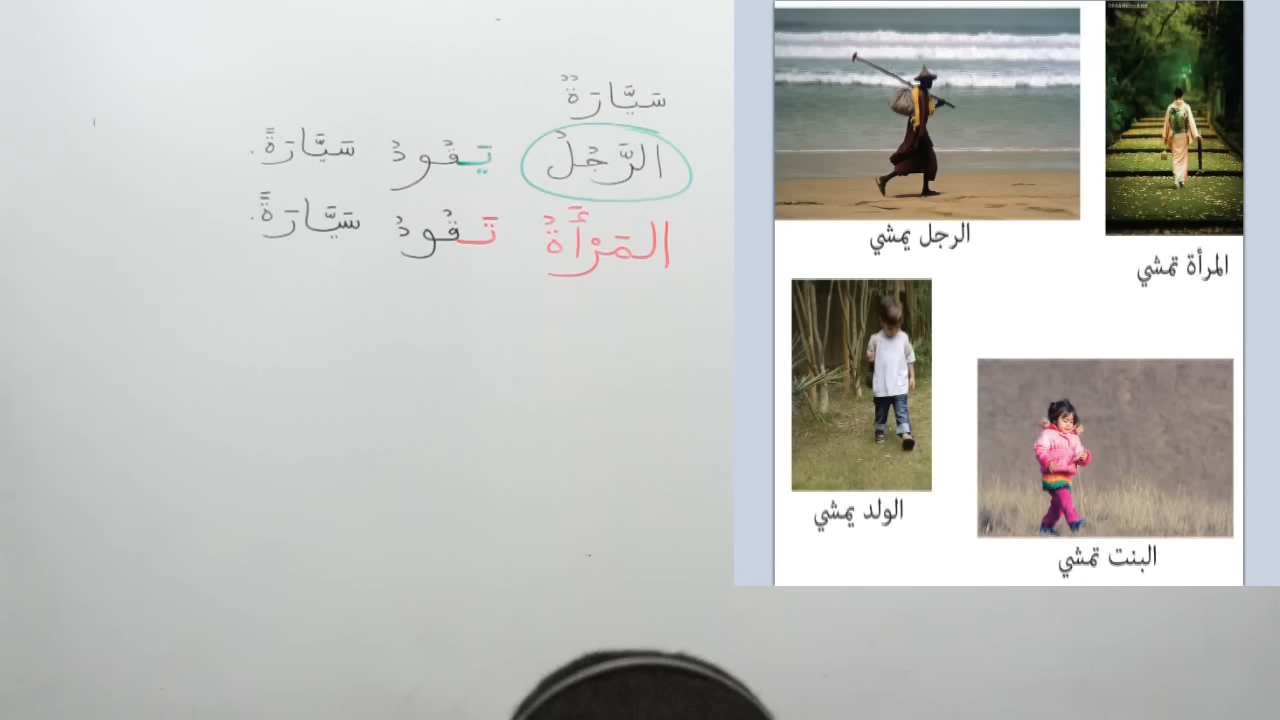 سَيَّارَةٌ
الرَّجُلُ يَقُودُ سَيَّارَةً.
المَرْأَةُ تَقُودُ سَيَّارَةً.
الرجل يمشي
المرأة تمشي
الولد يمشي
البنت تمشي